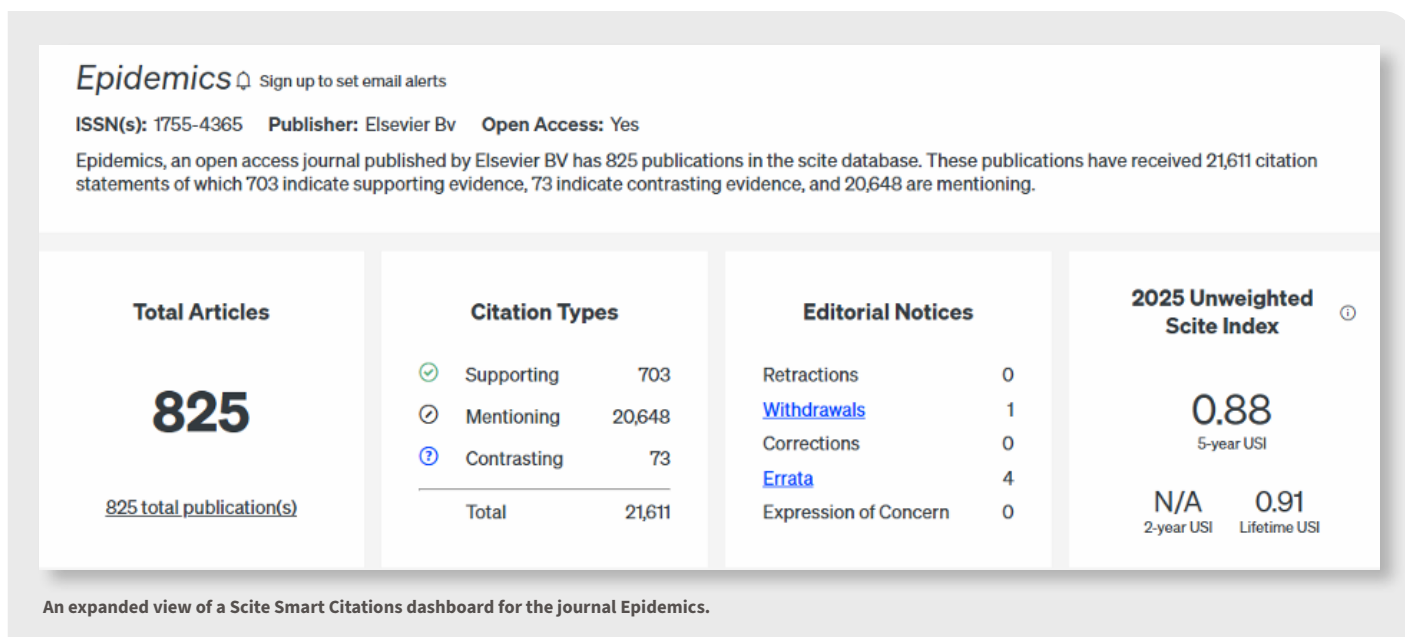 Epidemics Sign up to set email alerts
ISSN(s): 1755-4365 Publisher: Elsevier Bv Open Access: Yes
Epidemics, an open access journal published by Elsevier BV has 825 publications in the scite database. These publications have received 21,611 citation
statements of which 703 indicate supporting evidence, 73 indicate contrasting evidence, and 20,648 are mentioning.
Total Articles
825
825 total publication(s)
Citation Types
Supporting 703
Mentioning 20,648
Contrasting 73
Total 21,611
Editorial Notices
Retractions 0
Withdrawals 1
Corrections 0
Errata 4
Expression of Concern 0
2025 Unweighted
Scite Index
0.88
5-year USI
N/A 0.91
2-year USI Lifetime USI
An expanded view of a Scite Smart Citations dashboard for the journal Epidemics.